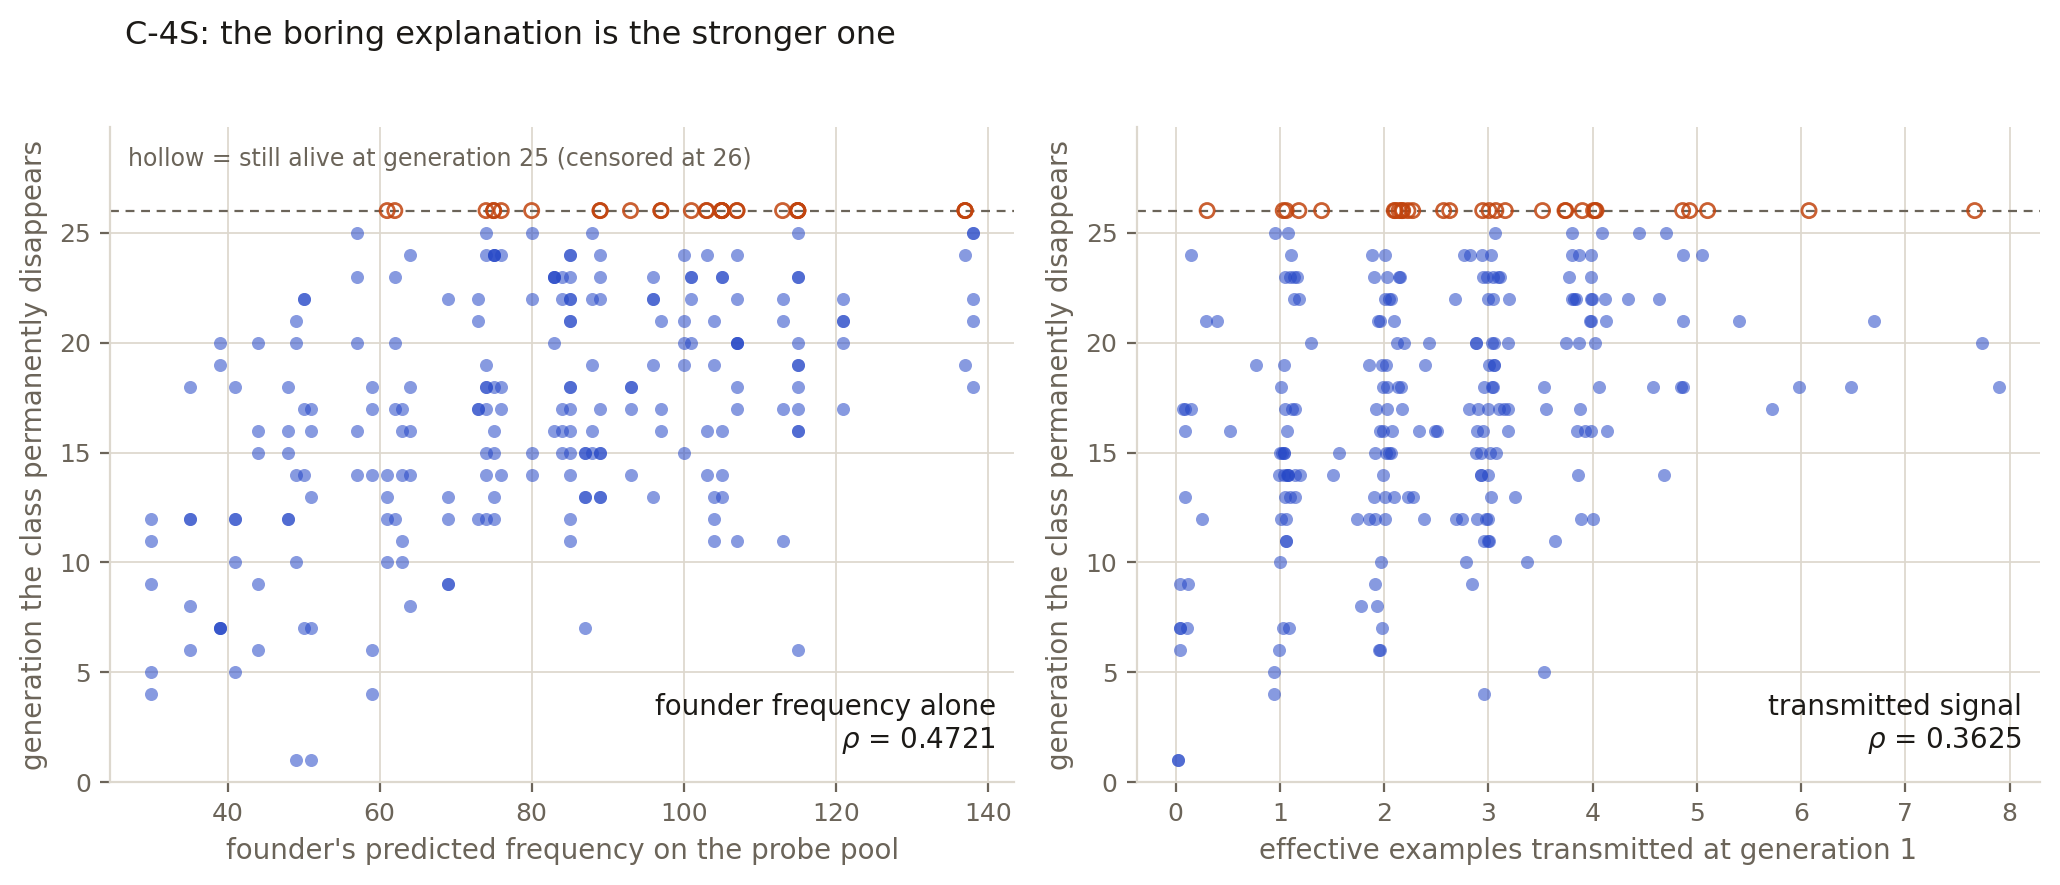 C-4S: the boring explanation is the stronger one
generation the class permanently disappears
hollow = still alive at generation 25 (censored at 26)
25
20
15
10
5
0
founder frequency alone
ρ = 0.4721
40 60 80 100 120 140
founder's predicted frequency on the probe pool
generation the class permanently disappears
25
20
15
10
5
0
transmitted signal
ρ = 0.3625
0 1 2 3 4 5 6 7 8
effective examples transmitted at generation 1